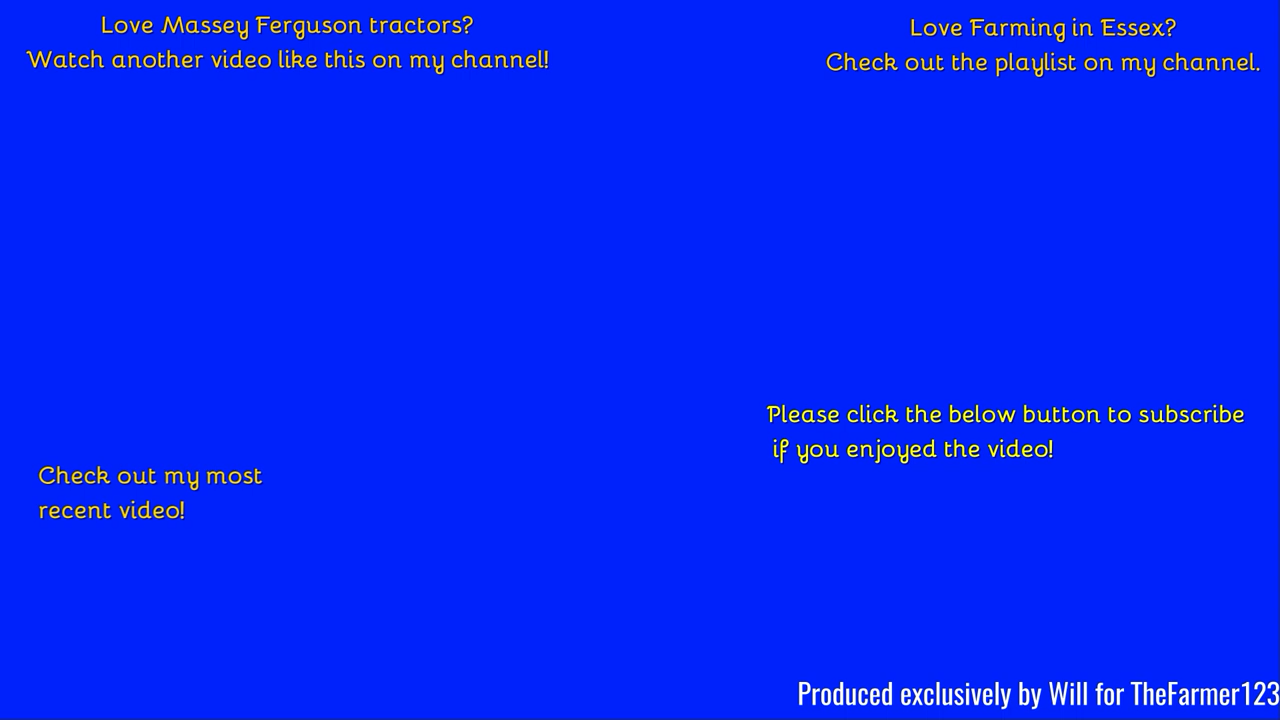 Love Massey Ferguson tractors?
Watch another video like this on my channel!
Love Farming in Essex?
Check out the playlist on my channel.
Please click the below button to subscribe
if you enjoyed the video!
Check out my most
recent video!
Produced exclusively by Will for TheFarmer123